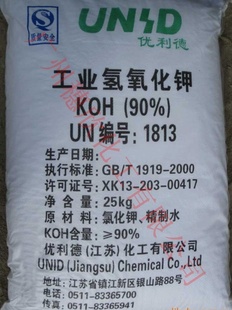 UNID
质量安全
优利德
工业氢氧化钾
KOH (90%)
UN编号: 1813
生产日期:
执行标准: GB/T 1919-2000
许可证号: XK13-203-00417
净 含 量: 25kg
原 材 料: 氯化钾、精制水
KOH含量: ≥90%
优利德(江苏)化工有限公司
UNID (Jiangsu) Chemical Co.,Ltd
地址: 江苏省镇江新区银山路88号
电话: 0511-83365700
传真: 0511-83365941